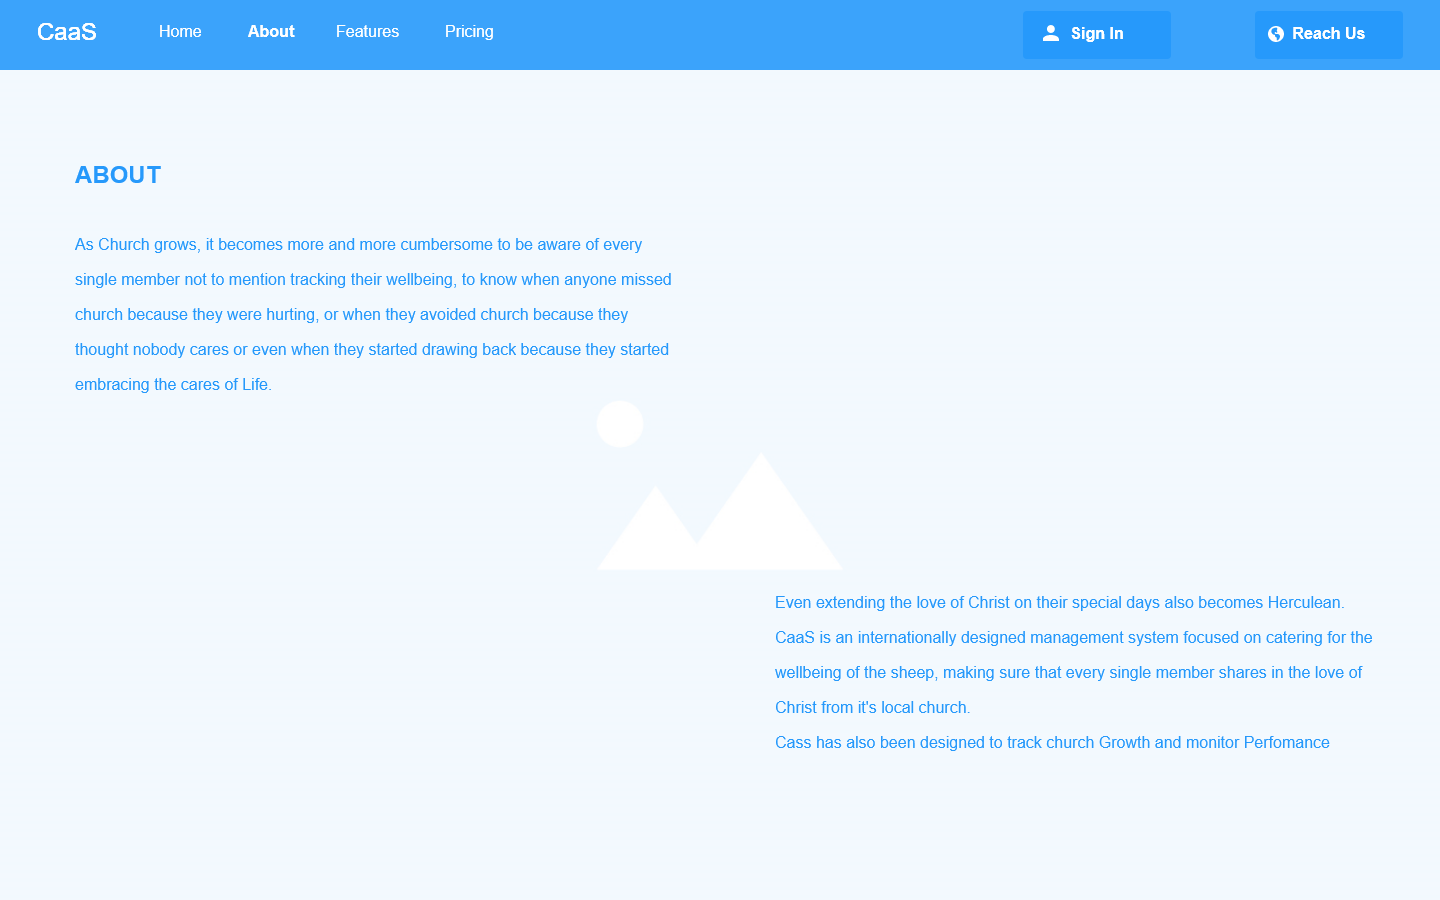 CaaS Home About Features Pricing Sign In Reach Us
ABOUT
As Church grows, it becomes more and more cumbersome to be aware of every
single member not to mention tracking their wellbeing, to know when anyone missed
church because they were hurting, or when they avoided church because they
thought nobody cares or even when they started drawing back because they started
embracing the cares of Life.
Even extending the love of Christ on their special days also becomes Herculean.
CaaS is an internationally designed management system focused on catering for the
wellbeing of the sheep, making sure that every single member shares in the love of
Christ from it's local church.
Cass has also been designed to track church Growth and monitor Perfomance